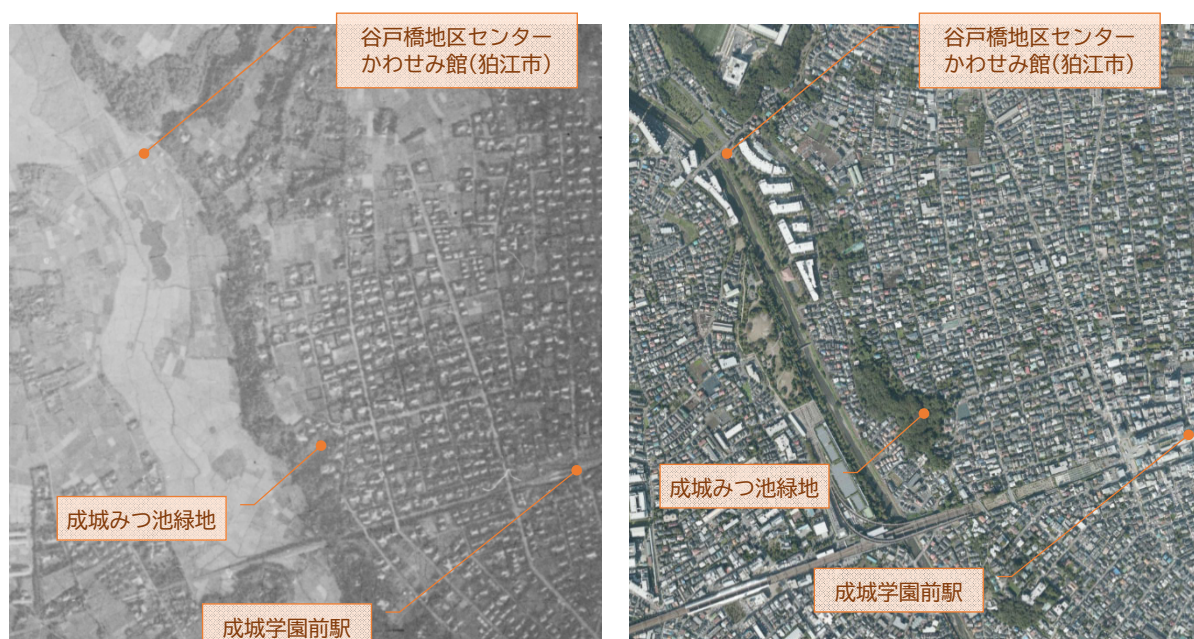 谷戸橋地区センター
かわせみ館(狛江市)
成城みつ池緑地
成城学園前駅
谷戸橋地区センター
かわせみ館(狛江市)
成城みつ池緑地
成城学園前駅